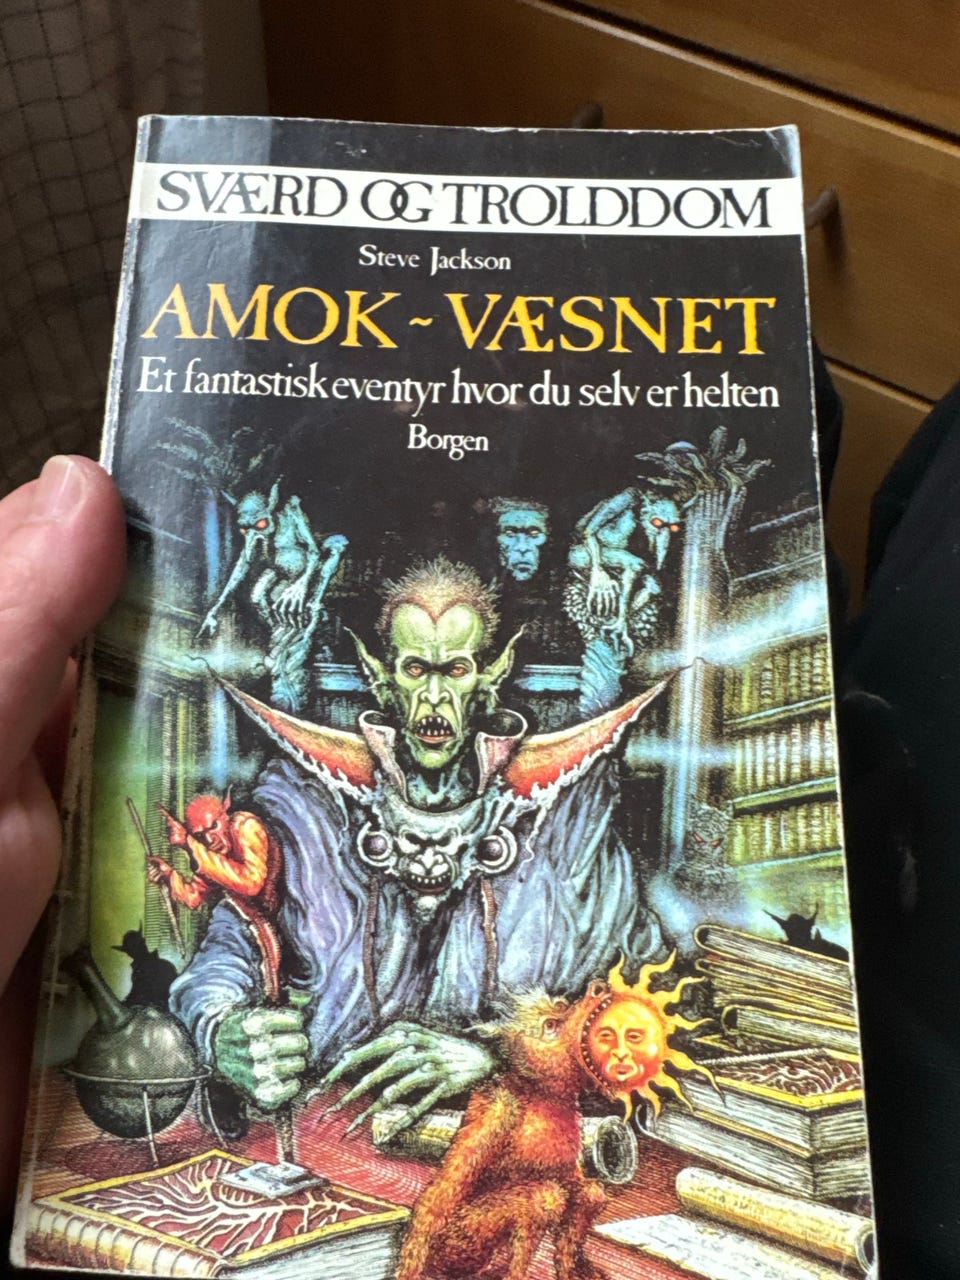 SVÆRD OG TROLDDOM
Steve Jackson
AMOK ~ VÆSNET
Et fantastisk eventyr hvor du selv er helten
Borgen